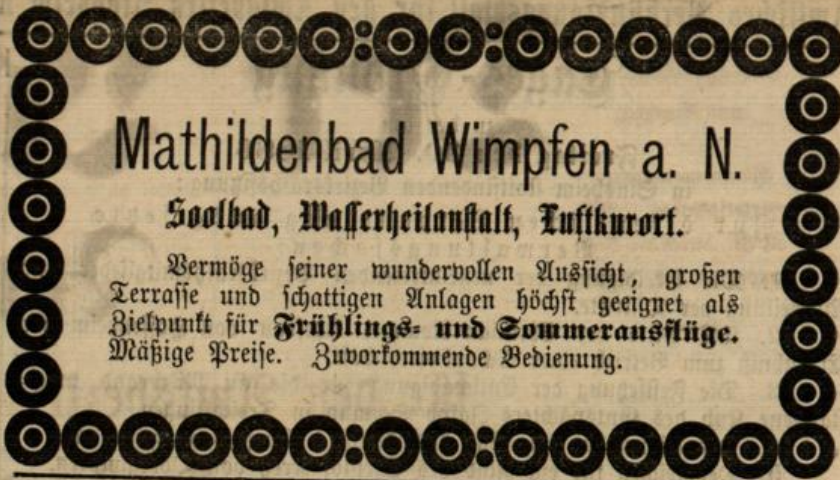 Mathildenbad Wimpfen a. N.
Soolbad, Wasserheilanstalt, Luftkurort.
Vermöge seiner wundervollen Aussicht, großen
Terrasse und schattigen Anlagen höchst geeignet als
Zielpunkt für Frühlings- und Sommerausflüge.
Mäßige Preise. Zuvorkommende Bedienung.